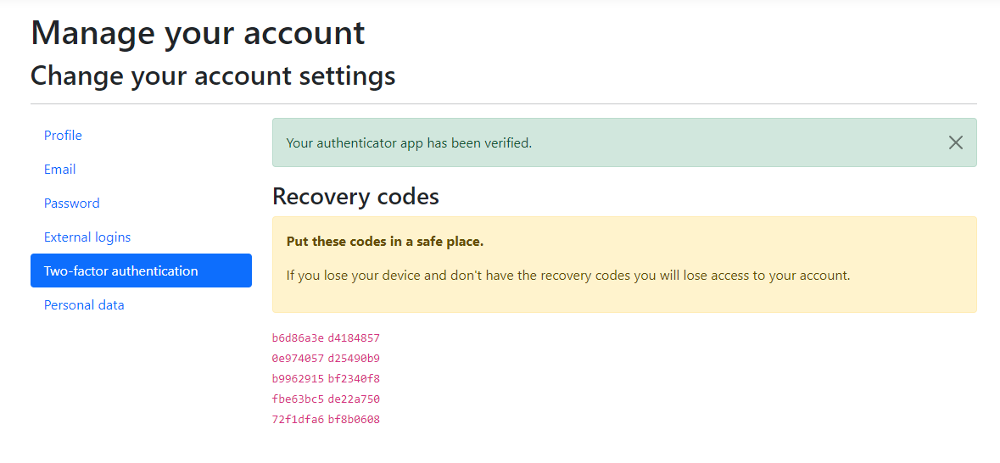 Manage your account
Change your account settings
Profile
Email
Password
External logins
Two-factor authentication
Personal data
Your authenticator app has been verified.
Recovery codes
Put these codes in a safe place.
If you lose your device and don't have the recovery codes you will lose access to your account.
b6d86a3e d4184857
0e974057 d25490b9
b9962915 bf2340f8
fbe63bc5 de22a750
72f1dfa6 bf8b0608